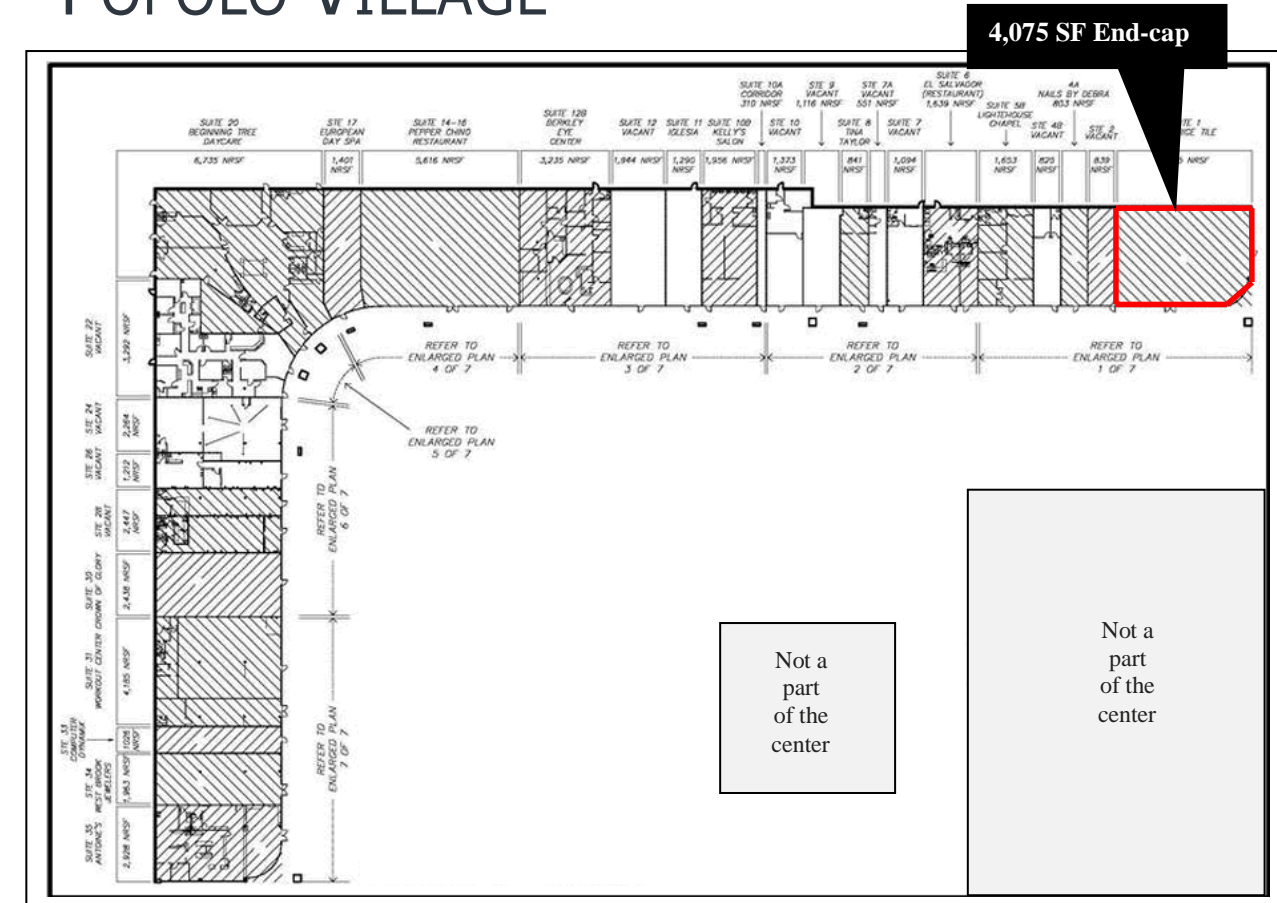 POPOLO VILLAGE
4,075 SF End-cap
SUITE 20
BEGINNING TREE
DAYCARE
6,735 NRSF
STE 17
EUROPEAN
DAY SPA
1,401
NRSF
SUITE 14-16
PEPPER CHINO
RESTAURANT
5,616 NRSF
SUITE 12B
BERKLEY
EYE
CENTER
3,235 NRSF
SUITE 12
VACANT
1,944 NRSF
SUITE 11
IGLESIA
1,290
NRSF
SUITE 10B
KELLY'S
SALON
1,956 NRSF
SUITE 10A
CORRIDOR
310 NRSF
STE 10
VACANT
1,373
NRSF
STE 9
VACANT
1,116 NRSF
SUITE 8
TINA
TAYLOR
841
NRSF
STE 7A
VACANT
551 NRSF
SUITE 7
VACANT
1,094
NRSF
SUITE 6
EL SALVADOR
(RESTAURANT)
1,639 NRSF
SUITE 5B
LIGHTEHOUSE
CHAPEL
1,653
NRSF
STE 4B
VACANT
825
NRSF
4A
NAILS BY DEBRA
803 NRSF
STE 2
VACANT
839
NRSF
1
TILE
NRSF
REFER TO
ENLARGED PLAN
4 OF 7
REFER TO
ENLARGED PLAN
3 OF 7
REFER TO
ENLARGED PLAN
2 OF 7
REFER TO
ENLARGED PLAN
1 OF 7
REFER TO
ENLARGED PLAN
5 OF 7
REFER TO
ENLARGED PLAN
6 OF 7
REFER TO
ENLARGED PLAN
7 OF 7
SUITE 22
VACANT
3,292 NRSF
STE 24
VACANT
2,264
NRSF
STE 26
VACANT
1,212
NRSF
STE 28
VACANT
2,447
NRSF
SUITE 30
CROWN OF GLORY
2,438 NRSF
SUITE 31
WORKOUT CENTER
4,185 NRSF
STE 33
COMPUTER
DYNAMIX
1026
NRSF
STE 34
WEST BROOK
JEWELERS
1,963 NRSF
SUITE 35
ANTOINE'S
2,928 NRSF
Not a
part
of the
center
Not a
part
of the
center